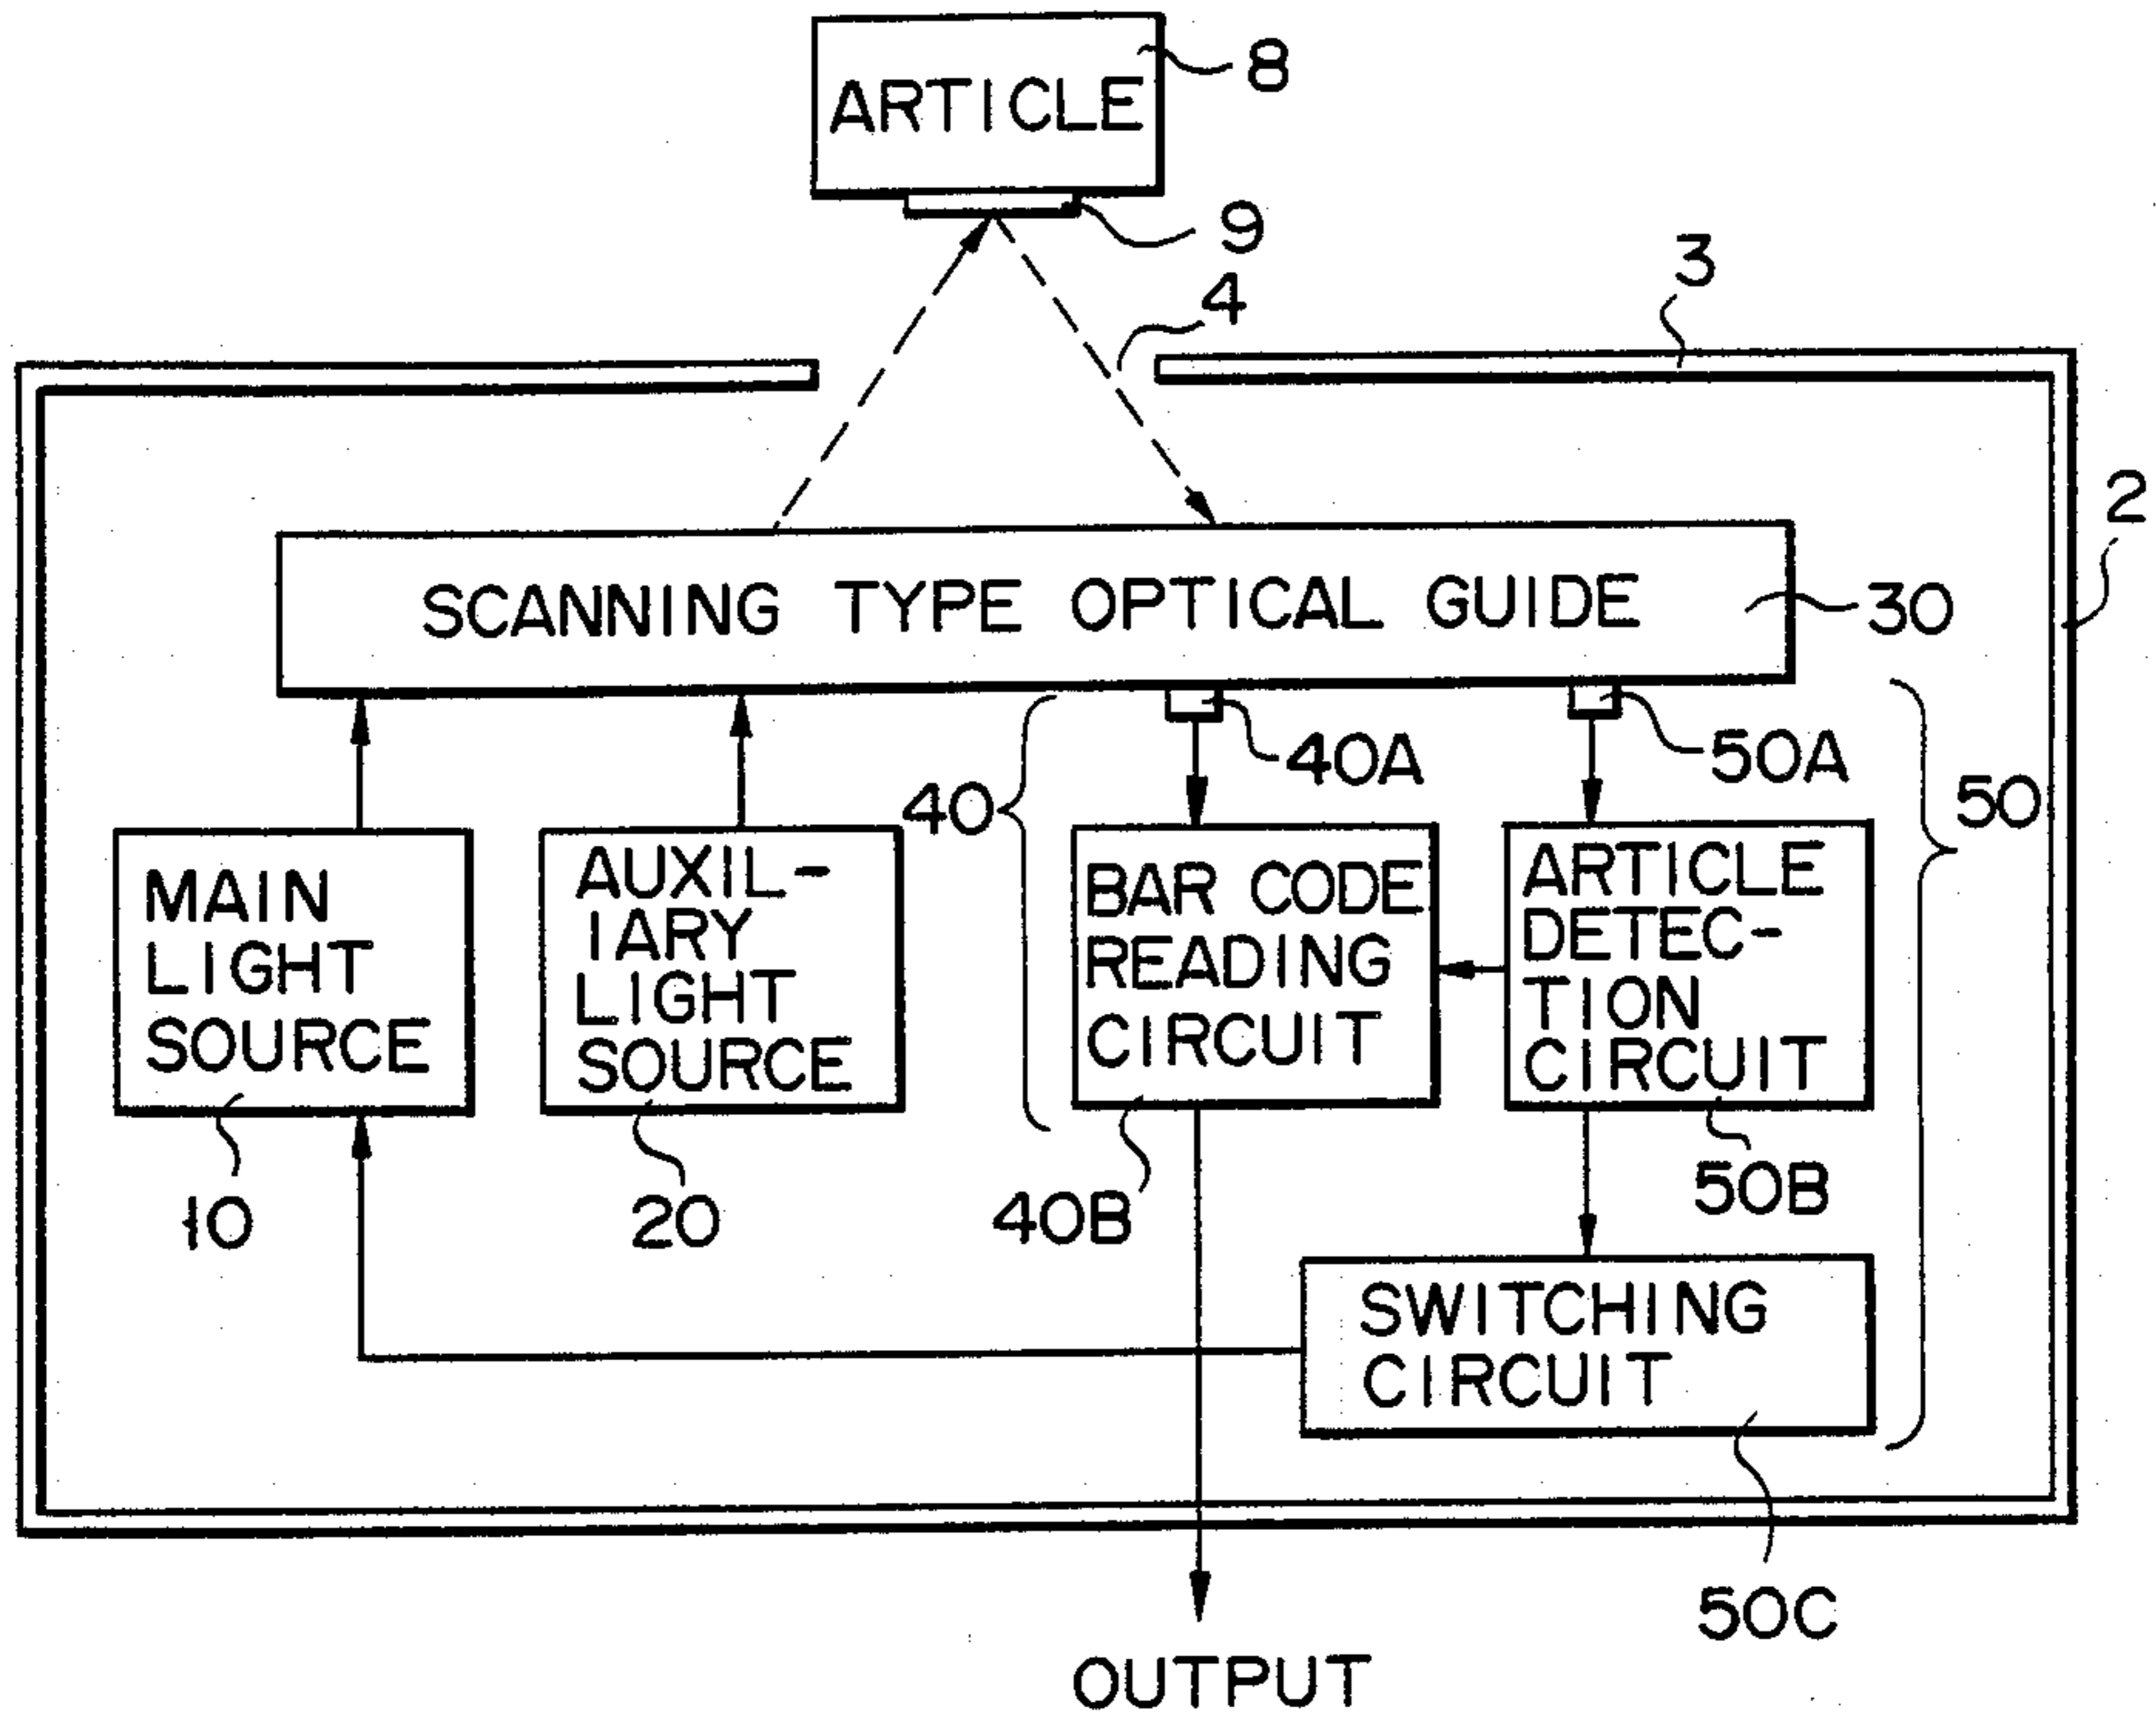 ARTICLE
8
9
4
3
2
SCANNING TYPE OPTICAL GUIDE
30
40A
50A
40
50
MAIN
LIGHT
SOURCE
AUXIL-
IARY
LIGHT
SOURCE
BAR CODE
READING
CIRCUIT
ARTICLE
DETEC-
TION
CIRCUIT
10
20
40B
50B
SWITCHING
CIRCUIT
50C
OUTPUT